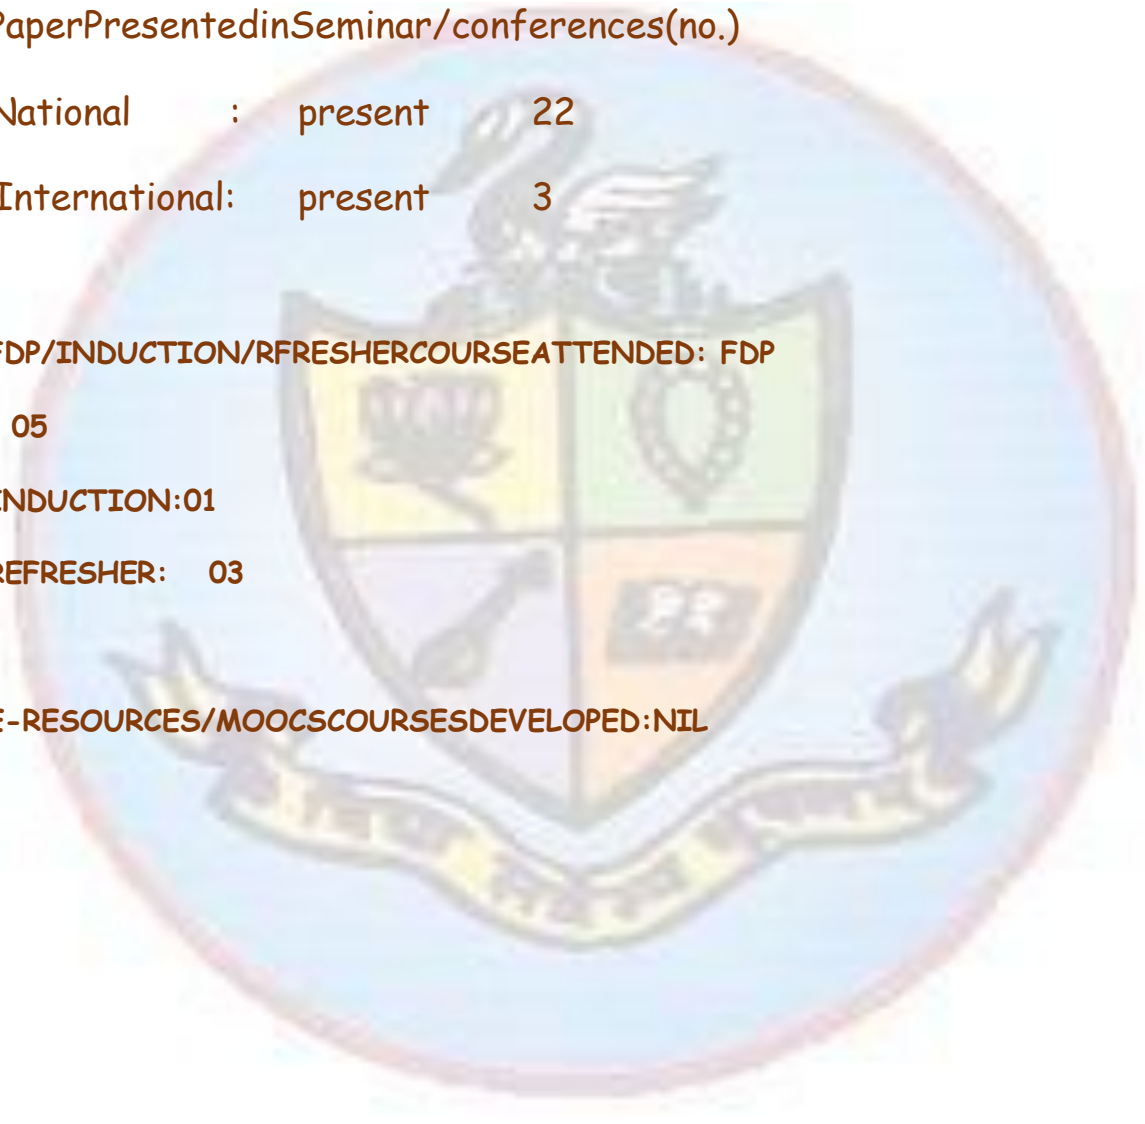 PaperPresentedinSeminar/conferences(no.)
National : present 22
International: present 3
FDP/INDUCTION/RFRESHERCOURSEATTENDED: FDP
05
INDUCTION:01
REFRESHER: 03
E-RESOURCES/MOOCSCOURSESDEVELOPED:NIL